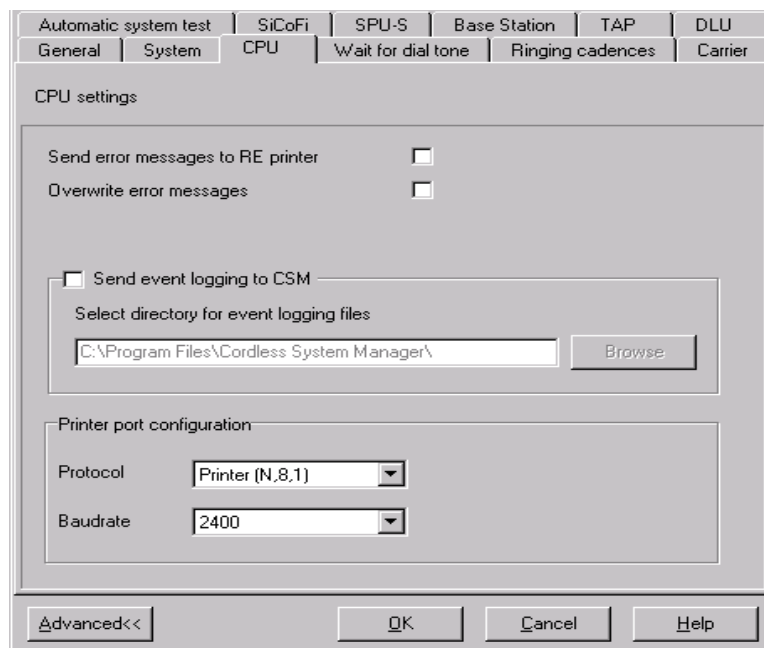 Automatic system test SiCoFi SPU-S Base Station TAP DLU
General System CPU Wait for dial tone Ringing cadences Carrier
CPU settings
Send error messages to RE printer
Overwrite error messages
Send event logging to CSM
Select directory for event logging files
C:\Program Files\Cordless System Manager\ Browse
Printer port configuration
Protocol Printer (N,8,1)
Baudrate 2400
Advanced<< OK Cancel Help